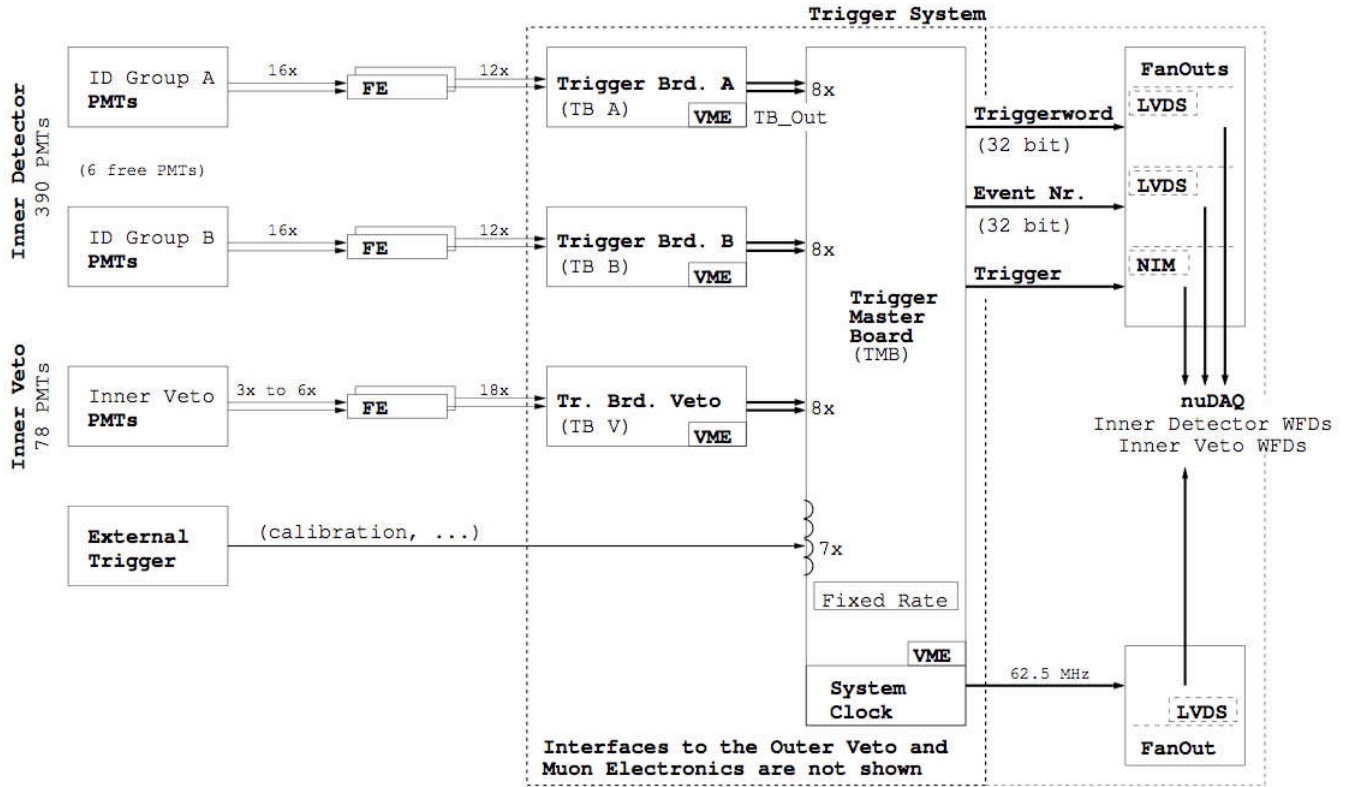 Trigger System
Inner Detector
390 PMTs
ID Group A
PMTs
16x
FE
12x
Trigger Brd. A
(TB A)
VME
TB_Out
8x
(6 free PMTs)
ID Group B
PMTs
16x
FE
12x
Trigger Brd. B
(TB B)
VME
8x
Inner Veto
78 PMTs
Inner Veto
PMTs
3x to 6x
FE
18x
Tr. Brd. Veto
(TB V)
VME
8x
External
Trigger
(calibration, ...)
7x
Trigger
Master
Board
(TMB)
Fixed Rate
VME
System
Clock
Triggerword
(32 bit)
Event Nr.
(32 bit)
Trigger
FanOuts
LVDS
LVDS
NIM
nuDAQ
Inner Detector WFDs
Inner Veto WFDs
62.5 MHz
LVDS
FanOut
Interfaces to the Outer Veto and
Muon Electronics are not shown